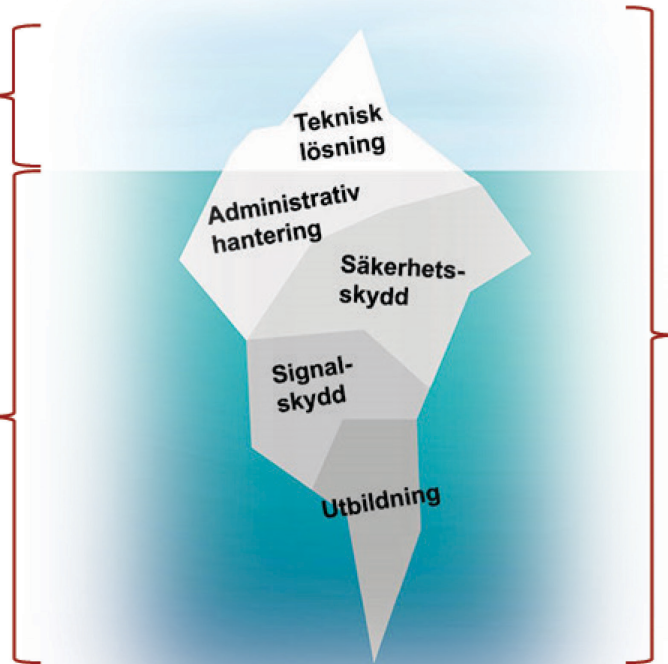 Teknisk
lösning
Administrativ
hantering
Säkerhets-
skydd
Signal-
skydd
Utbildning